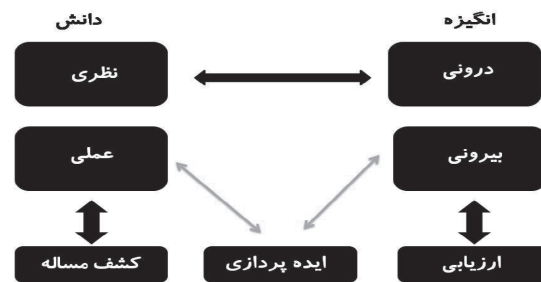 انگیزه
دانش
درونی
نظری
بیرونی
عملی
ارزیابی
ایده پردازی
کشف مساله